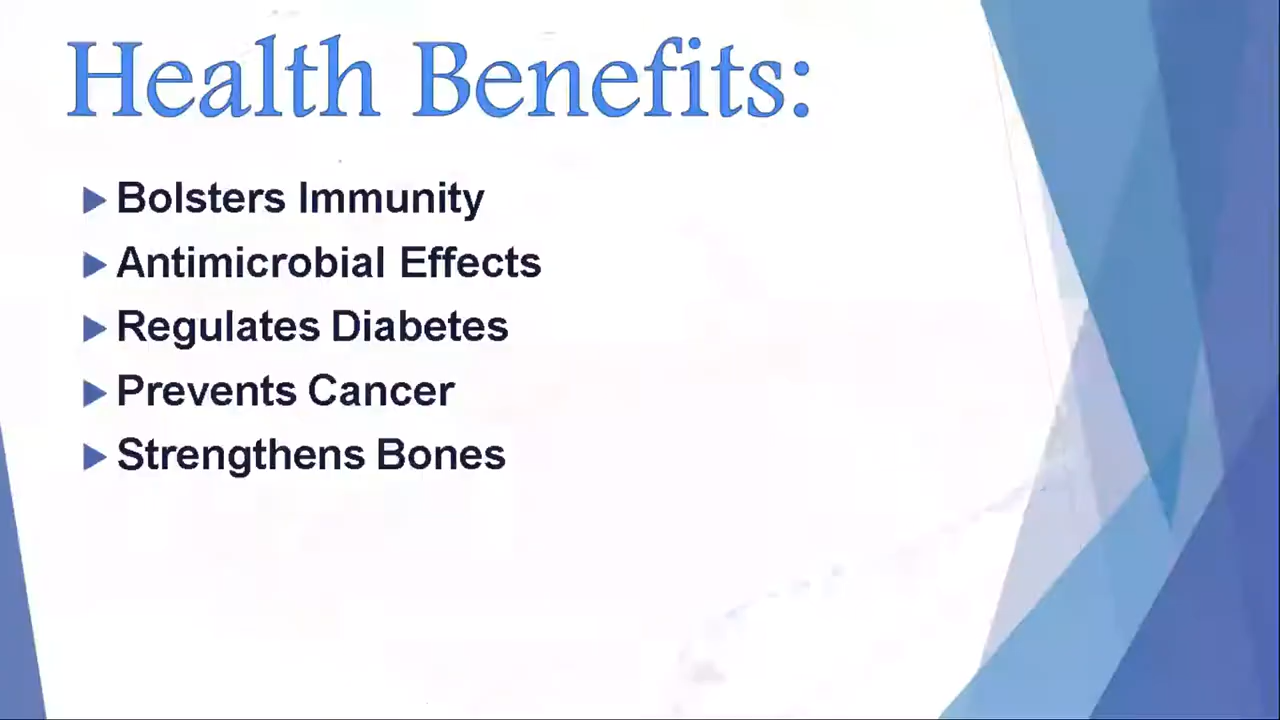 Health Benefits:
Bolsters Immunity
Antimicrobial Effects
Regulates Diabetes
Prevents Cancer
Strengthens Bones